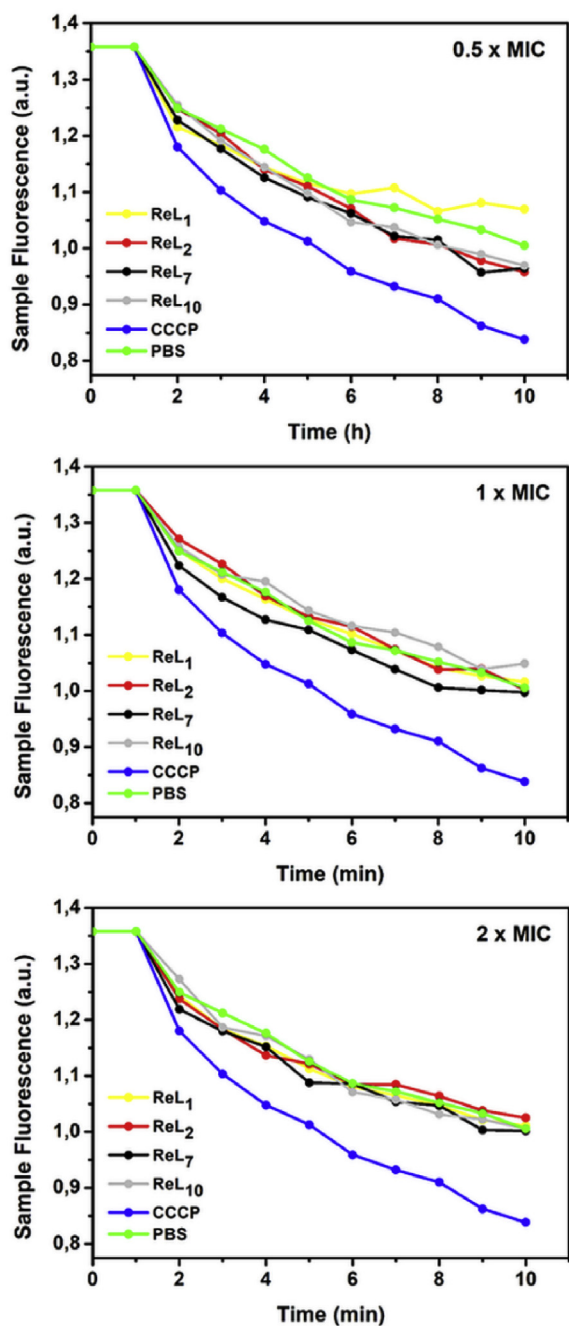 Sample Fluorescence (a.u.)
0.5 x MIC
1,4
1,3
1,2
1,1
1,0
0,9
0,8
ReL1
ReL2
ReL7
ReL10
CCCP
PBS
0 2 4 6 8 10
Time (h)
Sample Fluorescence (a.u.)
1 x MIC
1,4
1,3
1,2
1,1
1,0
0,9
0,8
ReL1
ReL2
ReL7
ReL10
CCCP
PBS
0 2 4 6 8 10
Time (min)
Sample Fluorescence (a.u.)
2 x MIC
1,4
1,3
1,2
1,1
1,0
0,9
0,8
ReL1
ReL2
ReL7
ReL10
CCCP
PBS
0 2 4 6 8 10
Time (min)